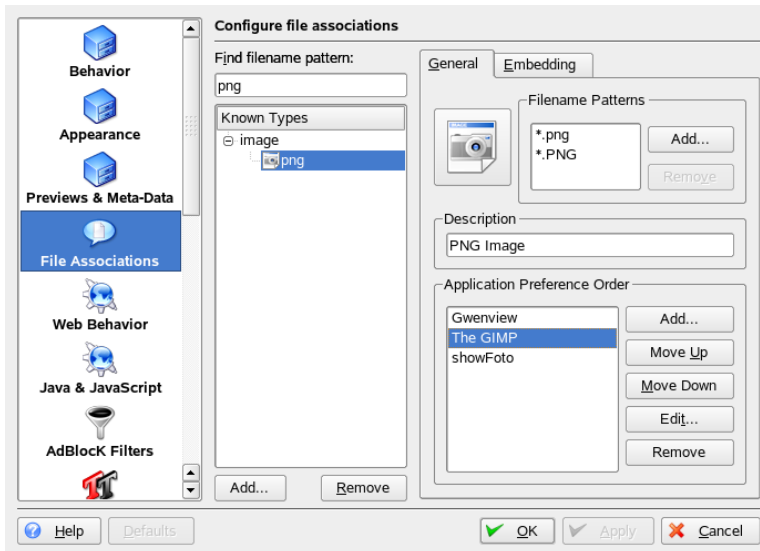 Configure file associations
Behavior
Appearance
Previews & Meta-Data
File Associations
Web Behavior
Java & JavaScript
AdBlocK Filters
Find filename pattern:
png
Known Types
image
png
Add...
Remove
General
Embedding
Filename Patterns
*.png
*.PNG
Add...
Remove
Description
PNG Image
Application Preference Order
Gwenview
The GIMP
showFoto
Add...
Move Up
Move Down
Edit...
Remove
Help
Defaults
OK
Apply
Cancel